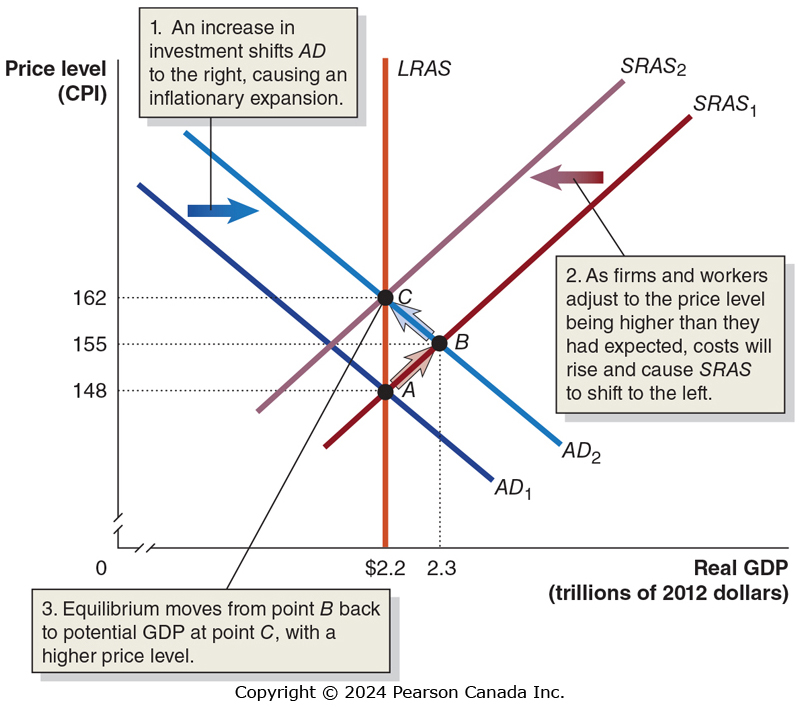 1. An increase in
investment shifts AD
to the right, causing an
inflationary expansion.
Price level
(CPI)
LRAS
SRAS2
SRAS1
2. As firms and workers
adjust to the price level
being higher than they
had expected, costs will
rise and cause SRAS
to shift to the left.
162
C
155
B
148
A
AD2
AD1
0
$2.2
2.3
Real GDP
(trillions of 2012 dollars)
3. Equilibrium moves from point B back
to potential GDP at point C, with a
higher price level.
Copyright © 2024 Pearson Canada Inc.